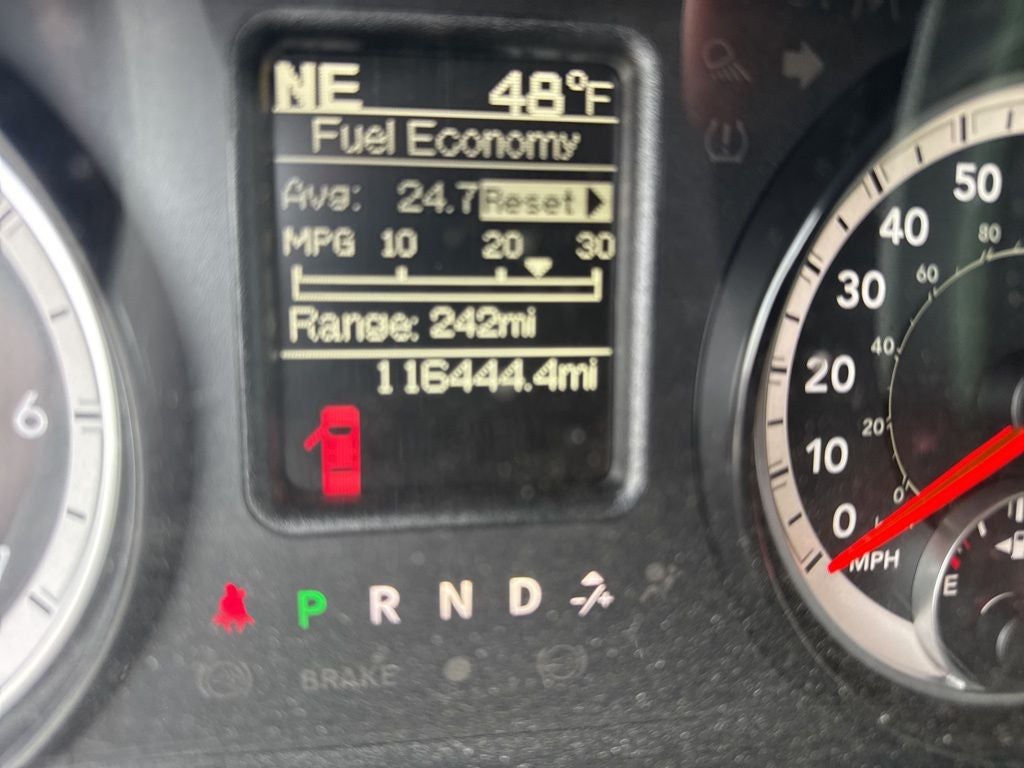 NE 48°F
Fuel Economy
Avg: 24.7 Reset
MPG 10 20 30
Range: 242mi
116444.4mi
6
P R N D
BRAKE
50
40
30
20
10
0
MPH
80
60
40
20
0
E